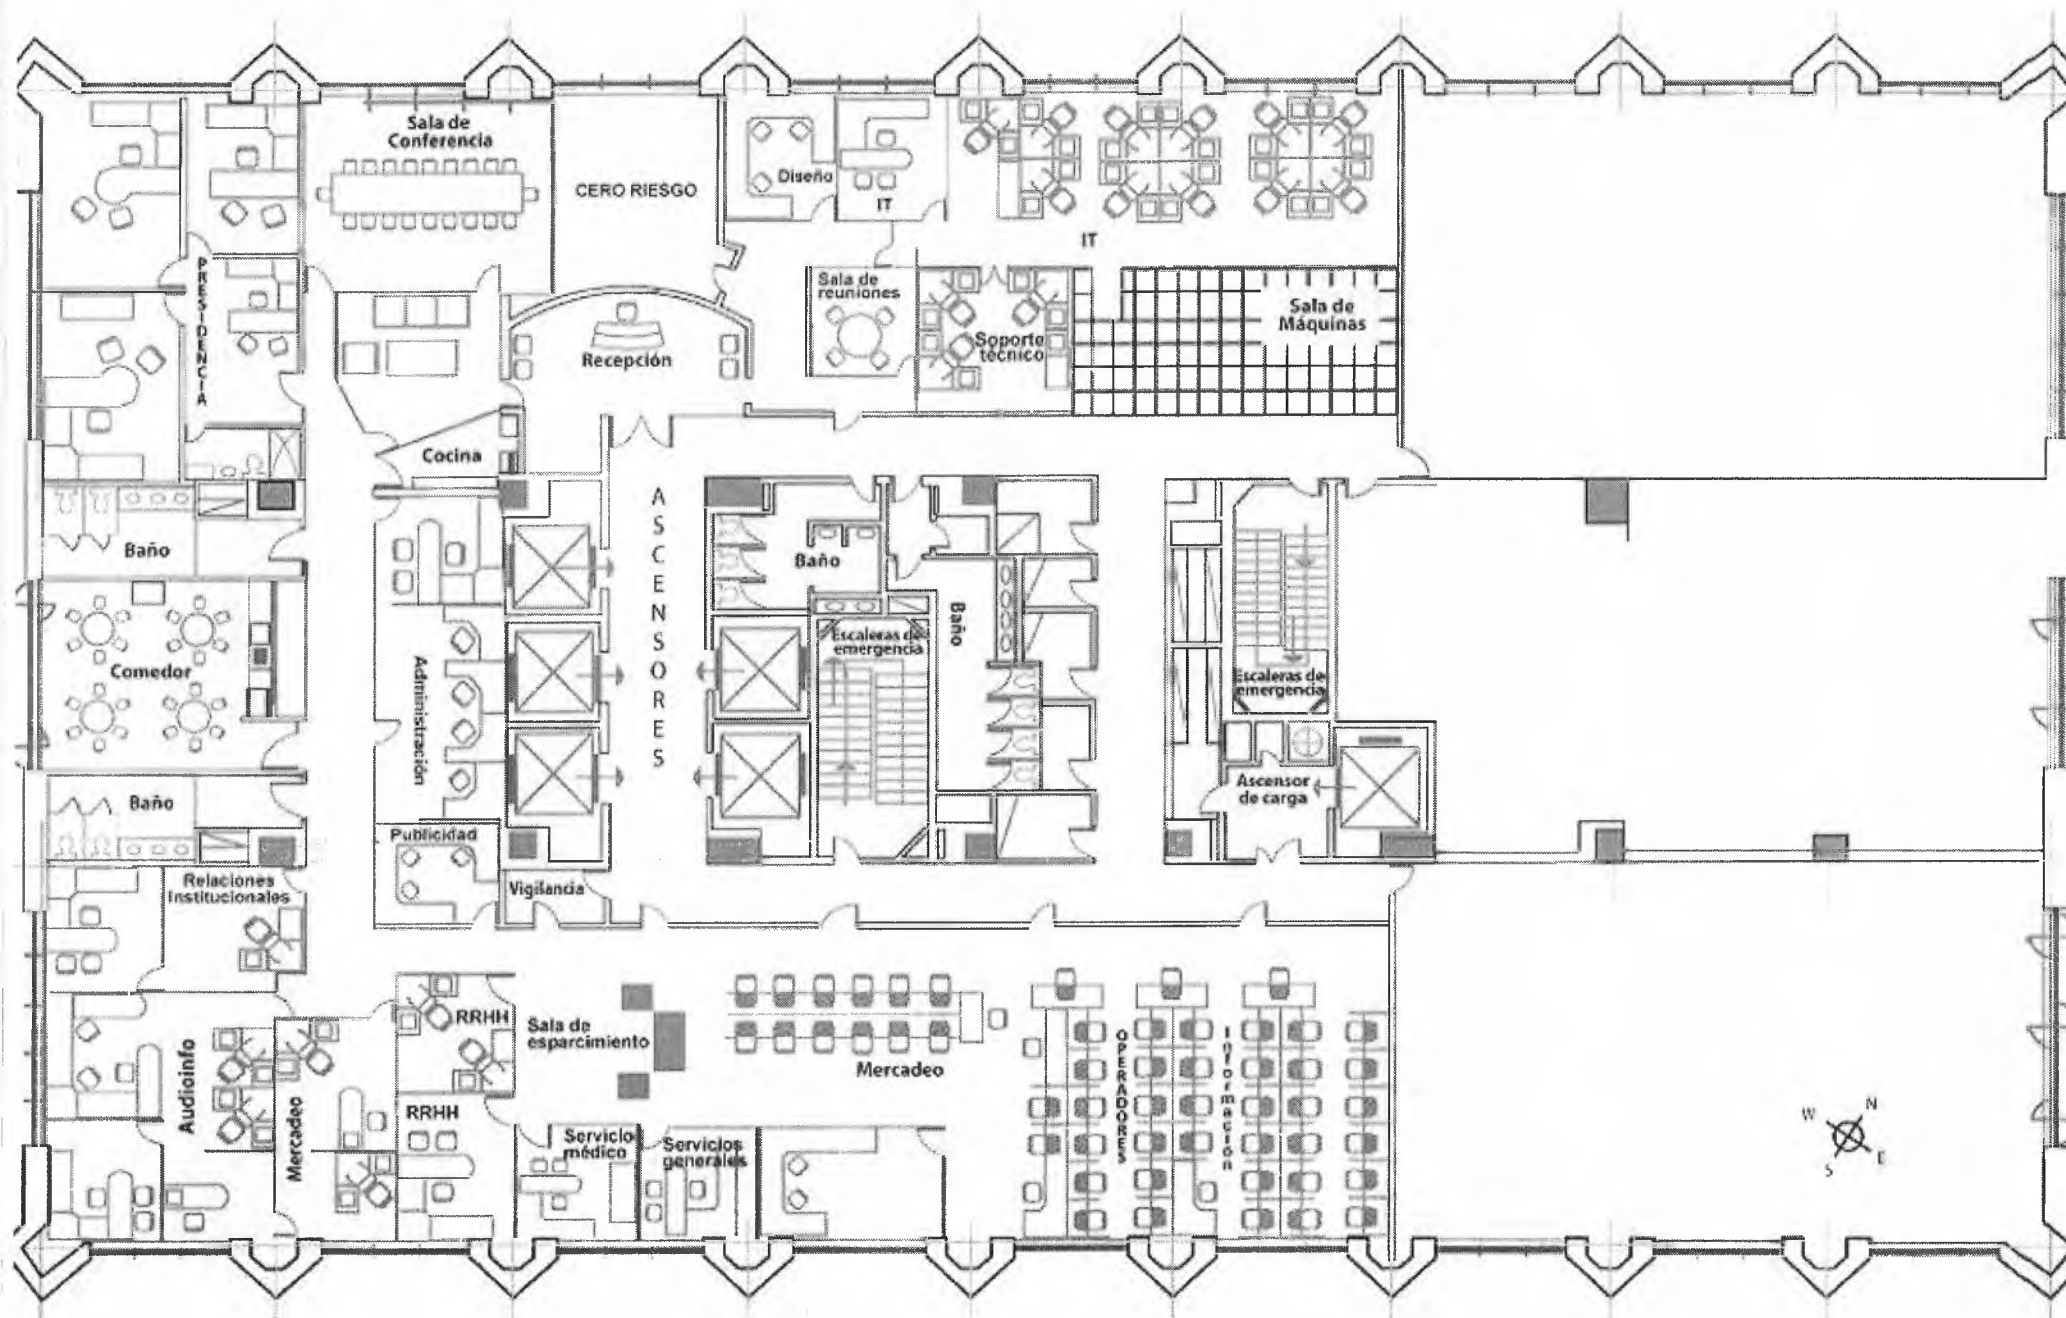 Sala de
Conferencia
CERO RIESGO
Diseño
IT
IT
PRESIDENCIA
Sala de
reuniones
Soporte
técnico
Sala de
Máquinas
Recepción
Cocina
ASCENSORES
Baño
Baño
Baño
Escaleras de
emergencia
Escaleras de
emergencia
Comedor
Administración
Ascensor
de carga
Baño
Publicidad
Vigilancia
Relaciones
Institucionales
RRHH
Sala de
esparcimiento
Mercadeo
OPERADORES
Información
Audioinfo
Mercadeo
RRHH
Servicio
médico
Servicios
generales
N
W
E
S